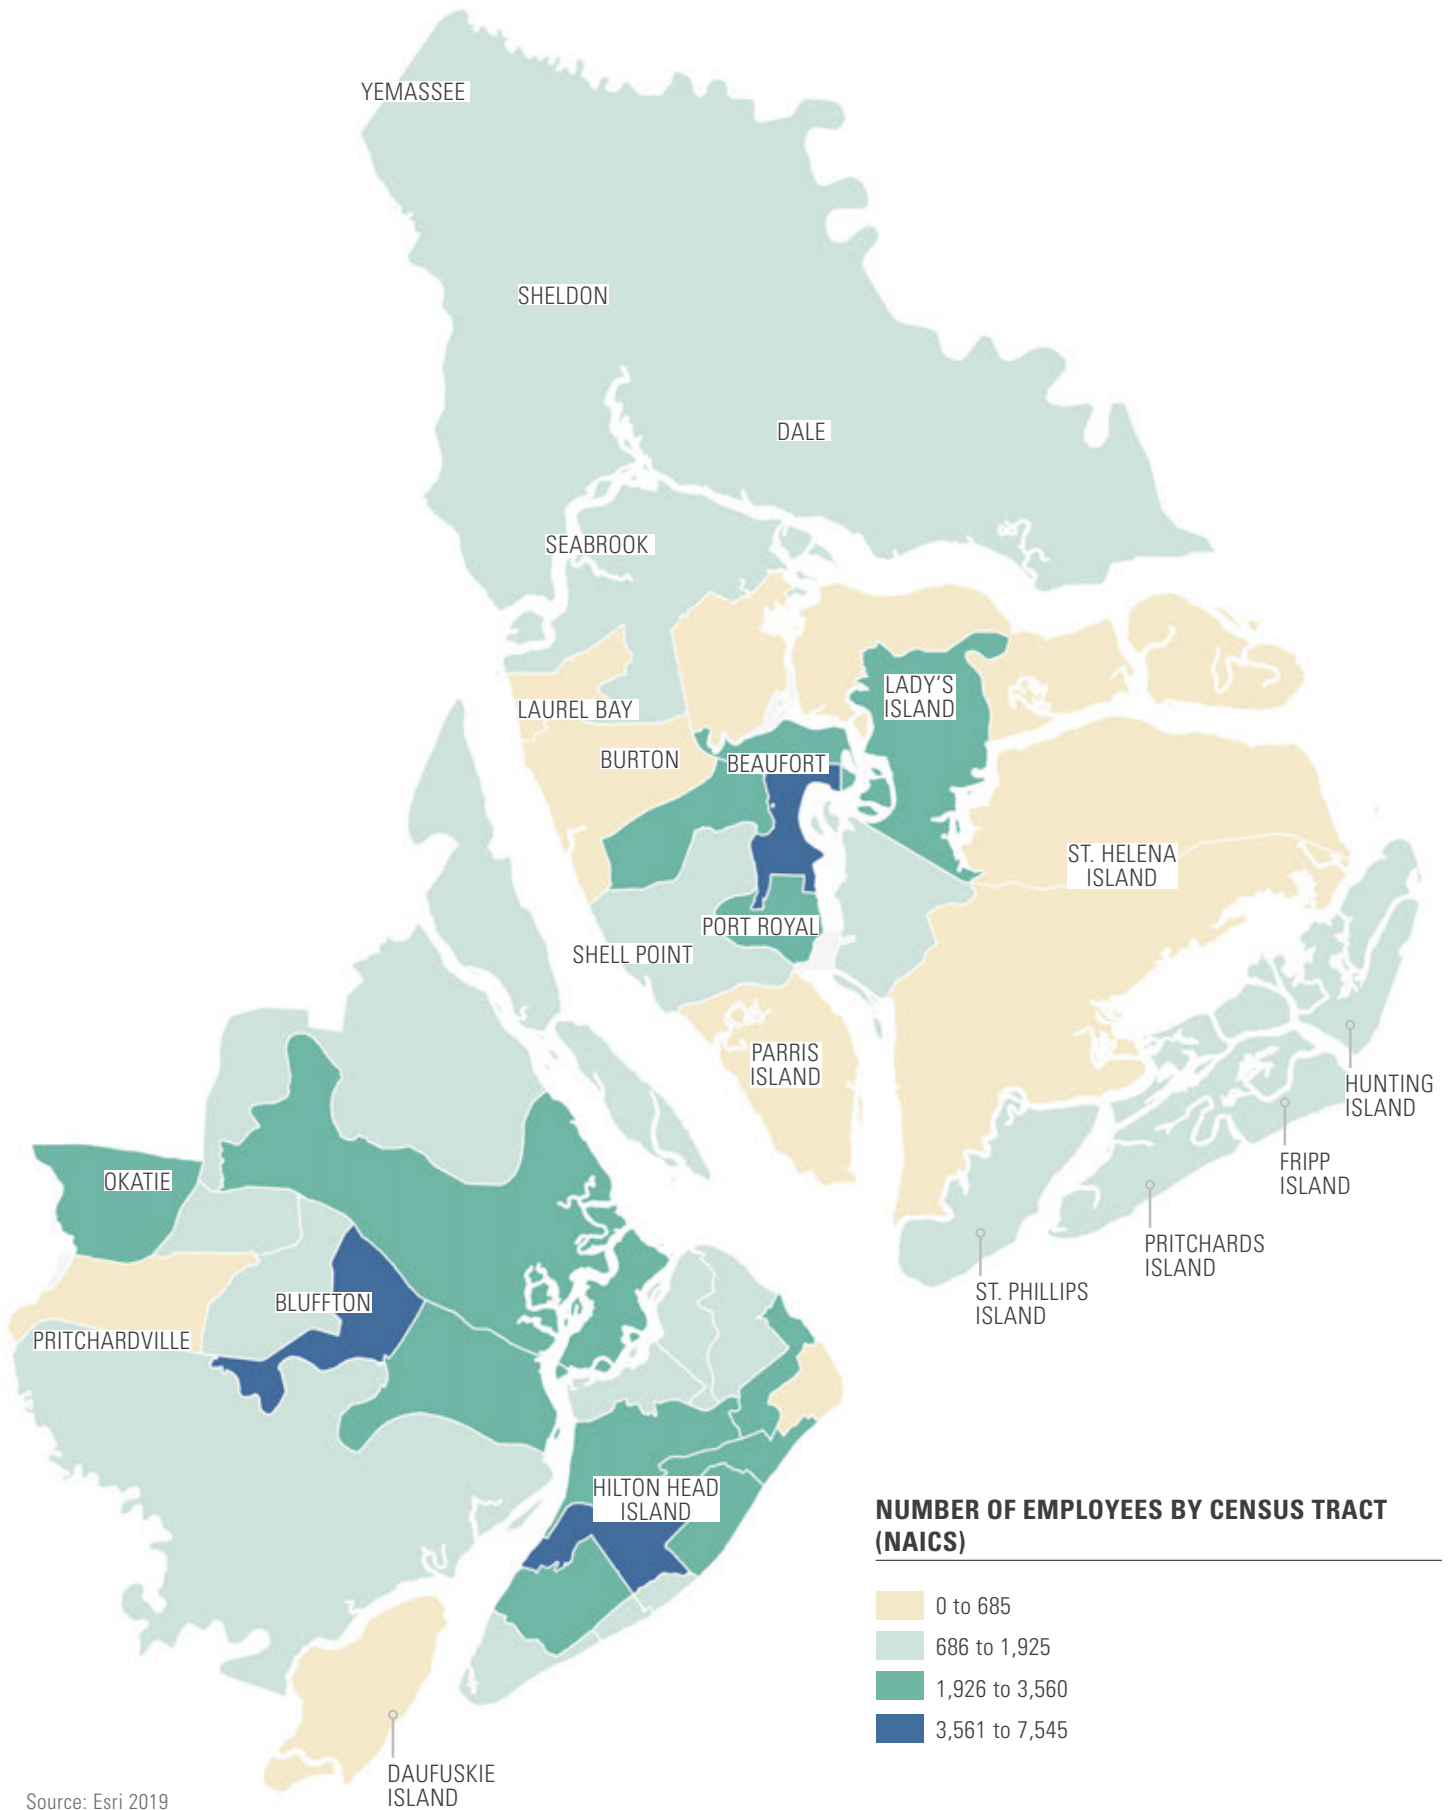 YEMASSEE
SHELDON
DALE
SEABROOK
LADY'S
ISLAND
LAUREL BAY
BURTON
BEAUFORT
ST. HELENA
ISLAND
PORT ROYAL
SHELL POINT
PARRIS
ISLAND
HUNTING
ISLAND
FRIPP
ISLAND
OKATIE
PRITCHARDS
ISLAND
ST. PHILLIPS
ISLAND
BLUFFTON
PRITCHARDVILLE
HILTON HEAD
ISLAND
NUMBER OF EMPLOYEES BY CENSUS TRACT
(NAICS)
0 to 685
686 to 1,925
1,926 to 3,560
3,561 to 7,545
DAUFUSKIE
ISLAND
Source: Esri 2019